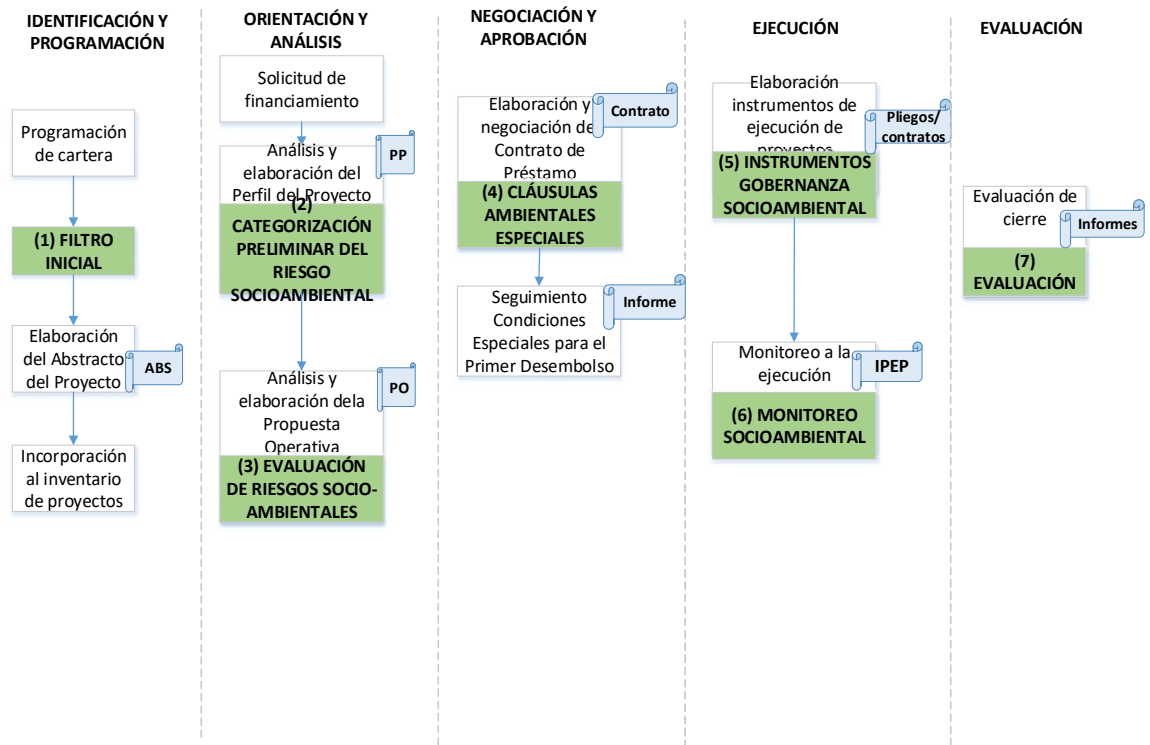 IDENTIFICACIÓN Y
PROGRAMACIÓN
Programación
de cartera
(1) FILTRO
INICIAL
Elaboración
del Abstracto
del Proyecto
ABS
Incorporación
al inventario
de proyectos
ORIENTACIÓN Y
ANÁLISIS
Solicitud de
financiamiento
Análisis y
elaboración del
Perfil del Proyecto
PP
(2)
CATEGORIZACIÓN
PRELIMINAR DEL
RIESGO
SOCIOAMBIENTAL
Análisis y
elaboración dela
Propuesta
Operativa
PO
(3) EVALUACIÓN
DE RIESGOS SOCIO-
AMBIENTALES
NEGOCIACIÓN Y
APROBACIÓN
Elaboración y
negociación de
Contrato de
Préstamo
Contrato
(4) CLÁUSULAS
AMBIENTALES
ESPECIALES
Seguimiento
Condiciones
Especiales para el
Primer Desembolso
Informe
EJECUCIÓN
Elaboración
instrumentos de
ejecución de
proyectos
Pliegos/
contratos
(5) INSTRUMENTOS
GOBERNANZA
SOCIOAMBIENTAL
Monitoreo a la
ejecución
IPEP
(6) MONITOREO
SOCIOAMBIENTAL
EVALUACIÓN
Evaluación de
cierre
Informes
(7)
EVALUACIÓN